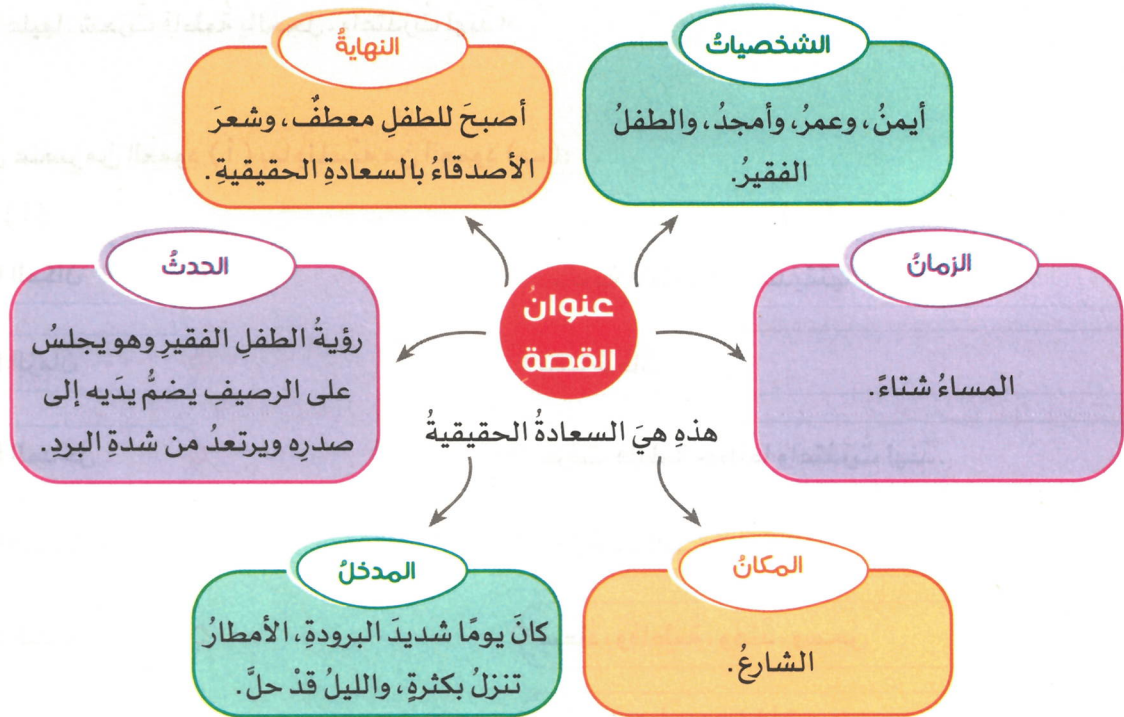 الشخصياتُ
أيمنُ، وعمرُ، وأمجدُ، والطفلُ
الفقيرُ.
النهايةُ
أصبحَ للطفلِ معطفٌ، وشعرَ
الأصدقاءُ بالسعادةِ الحقيقيةِ.
الزمانُ
المساءُ شتاءً.
عنوانُ
القصة
هذهِ هيَ السعادةُ الحقيقيةُ
الحدثُ
رؤيةُ الطفلِ الفقيرِ وهو يجلسُ
على الرصيفِ يضمُّ يدَيه إلى
صدرِه ويرتعدُ من شدةِ البردِ.
المكانُ
الشارعُ.
المدخلُ
كانَ يومًا شديدَ البرودةِ، الأمطارُ
تنزلُ بكثرةٍ، والليلُ قدْ حلَّ.